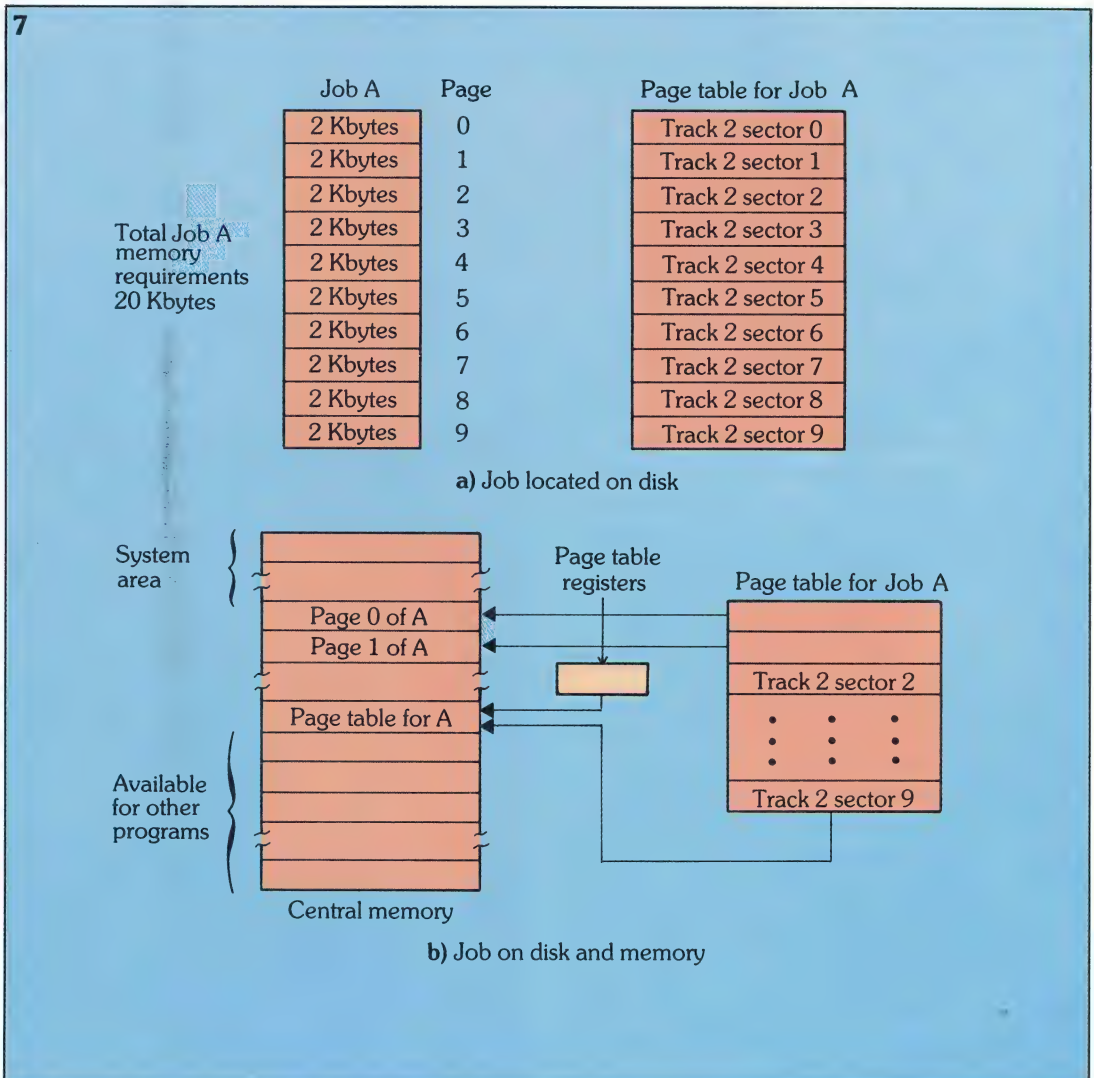 7
Job A
Page
Page table for Job A
2 Kbytes 0 Track 2 sector 0
2 Kbytes 1 Track 2 sector 1
2 Kbytes 2 Track 2 sector 2
2 Kbytes 3 Track 2 sector 3
2 Kbytes 4 Track 2 sector 4
2 Kbytes 5 Track 2 sector 5
2 Kbytes 6 Track 2 sector 6
2 Kbytes 7 Track 2 sector 7
2 Kbytes 8 Track 2 sector 8
2 Kbytes 9 Track 2 sector 9
Total Job A
memory
requirements
20 Kbytes
a) Job located on disk
System
area
Page 0 of A
Page 1 of A
Page table for A
Available
for other
programs
Central memory
Page table
registers
Page table for Job A
Track 2 sector 2
Track 2 sector 9
b) Job on disk and memory